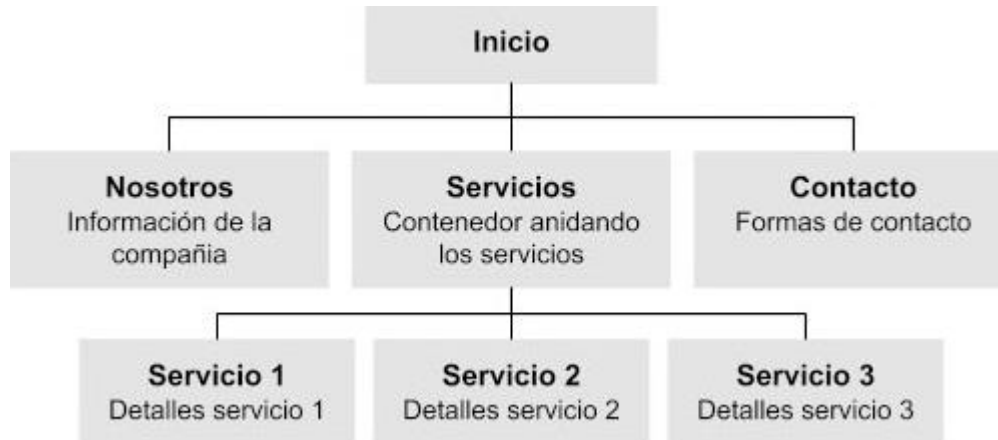 Inicio
Nosotros
Información de la
compañia
Servicios
Contenedor anidando
los servicios
Contacto
Formas de contacto
Servicio 1
Detalles servicio 1
Servicio 2
Detalles servicio 2
Servicio 3
Detalles servicio 3